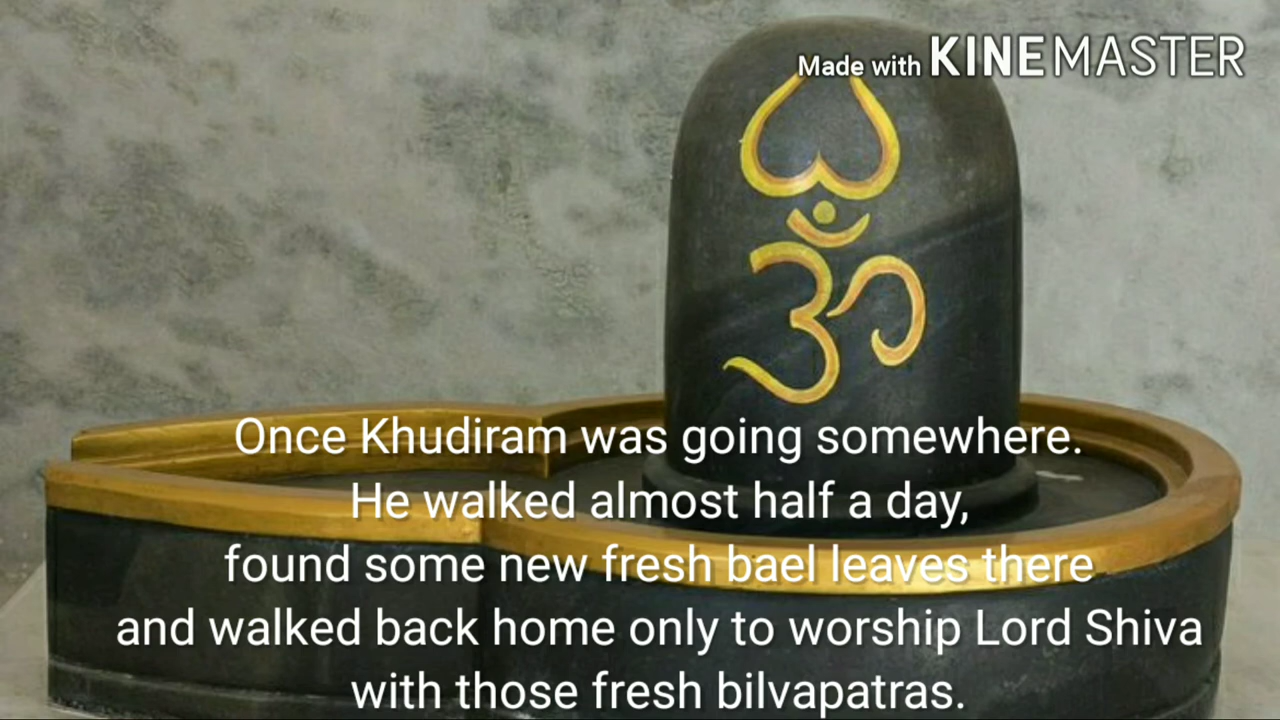 Made with KINEMASTER
ॐ
Once Khudiram was going somewhere.
He walked almost half a day,
found some new fresh bael leaves there
and walked back home only to worship Lord Shiva
with those fresh bilvapatras.